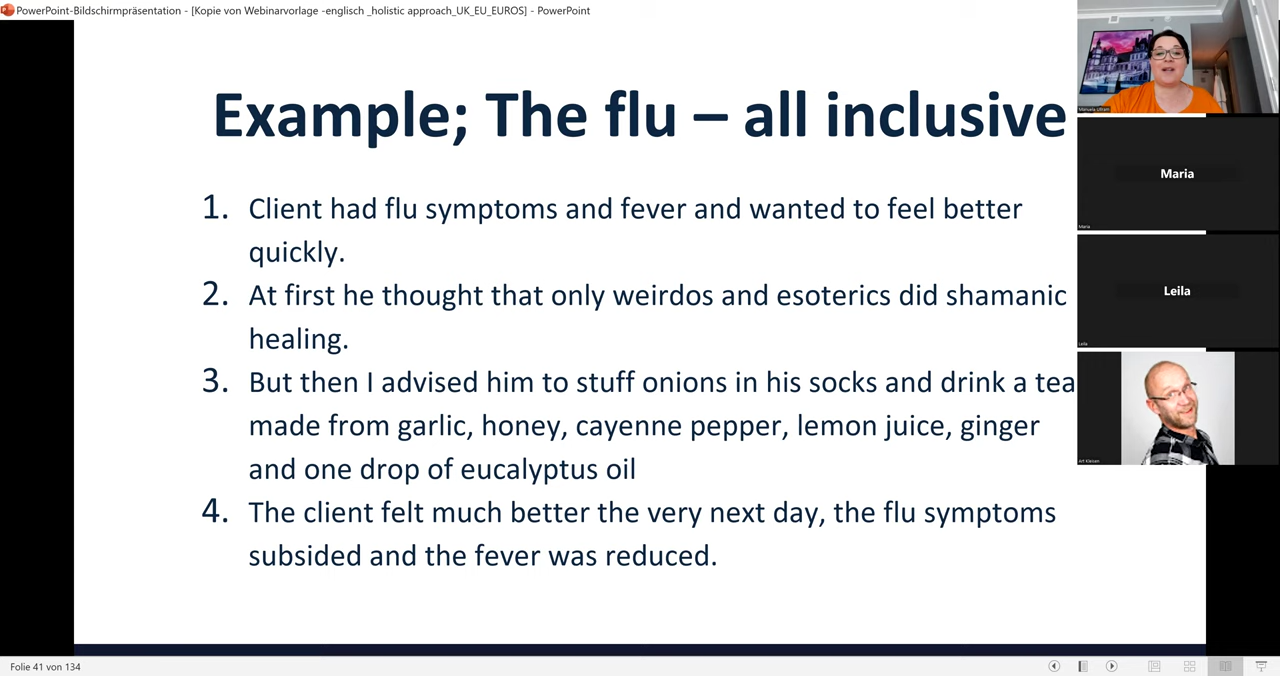 PowerPoint-Bildschirmpräsentation - [Kopie von Webinarvorlage -englisch _holistic approach_UK_EU_EUROS] - PowerPoint
Example; The flu – all inclusive
1. Client had flu symptoms and fever and wanted to feel better
quickly.
2. At first he thought that only weirdos and esoterics did shamanic
healing.
3. But then I advised him to stuff onions in his socks and drink a tea
made from garlic, honey, cayenne pepper, lemon juice, ginger
and one drop of eucalyptus oil
4. The client felt much better the very next day, the flu symptoms
subsided and the fever was reduced.
Maria
Maria
Leila
Leila
Folie 41 von 134